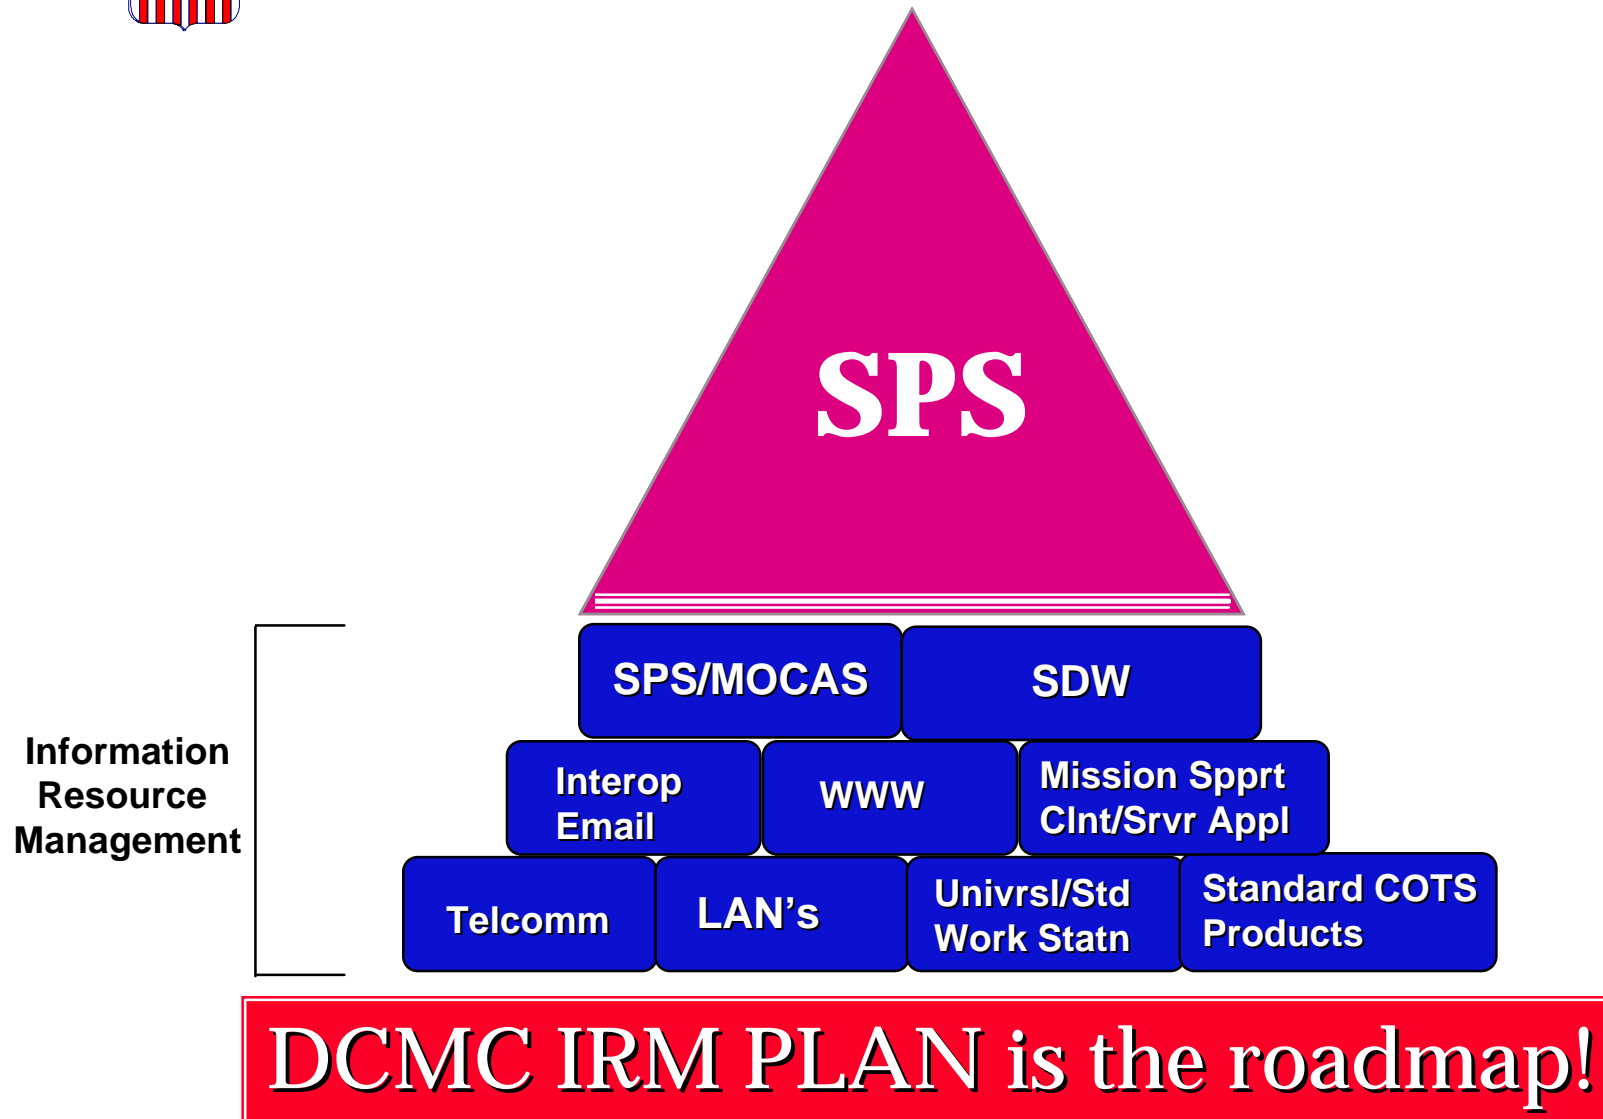 SPS
SPS/MOCAS
SDW
Information
Resource
Management
Interop
Email
WWW
Mission Spprt
Clnt/Srvr Appl
Telcomm
LAN’s
Univrsl/Std
Work Statn
Standard COTS
Products
DCMC IRM PLAN is the roadmap!